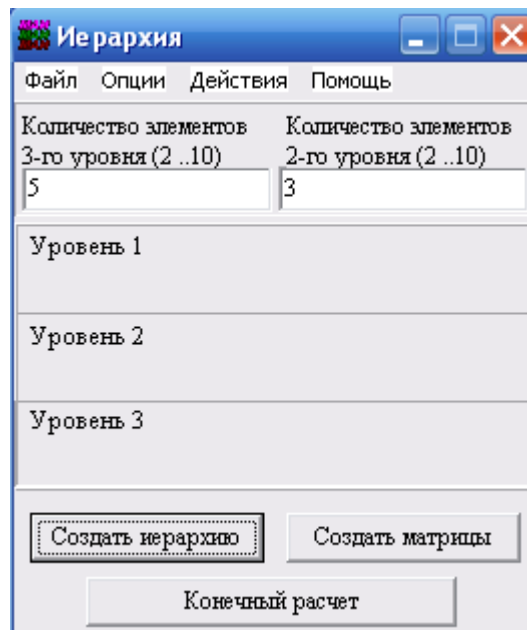 Иерархия
Файл Опции Действия Помощь
Количество элементов Количество элементов
3-го уровня (2 ..10) 2-го уровня (2 ..10)
5 3
Уровень 1
Уровень 2
Уровень 3
Создать иерархию Создать матрицы
Конечный расчет